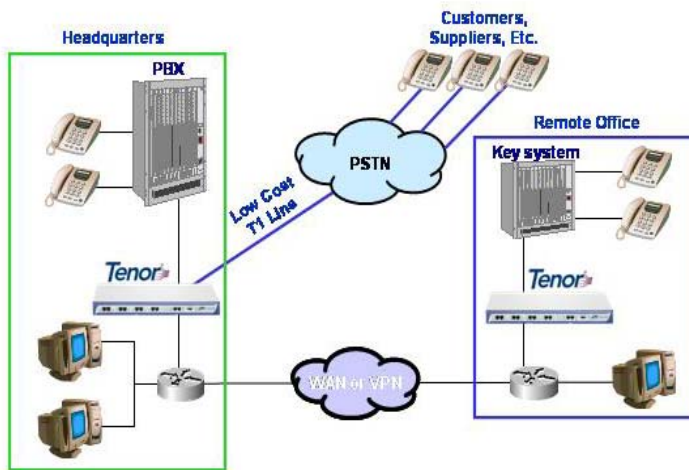 Headquarters
PBX
Customers,
Suppliers, Etc.
PSTN
Low Cost
T1 Line
Remote Office
Key system
Tenor
Tenor
WAN or VPN